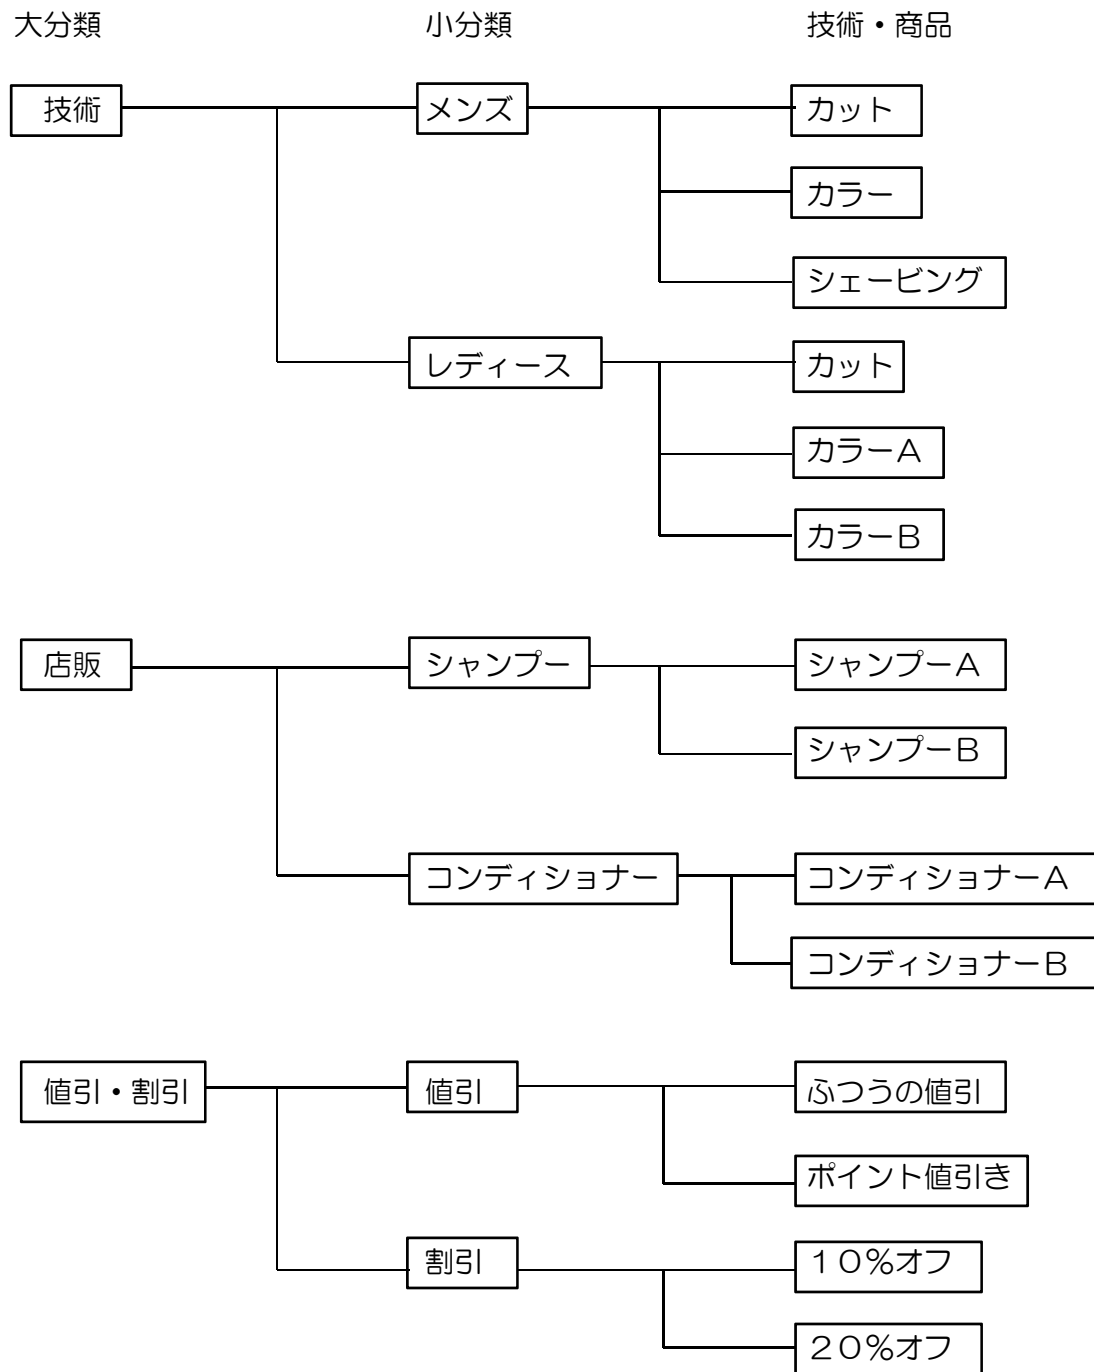 大分類 小分類 技術・商品
技術 メンズ カット
カラー
シェービング
レディース カット
カラーA
カラーB
店販 シャンプー シャンプーA
シャンプーB
コンディショナー コンディショナーA
コンディショナーB
値引・割引 値引 ふつうの値引
ポイント値引き
割引 10%オフ
20%オフ